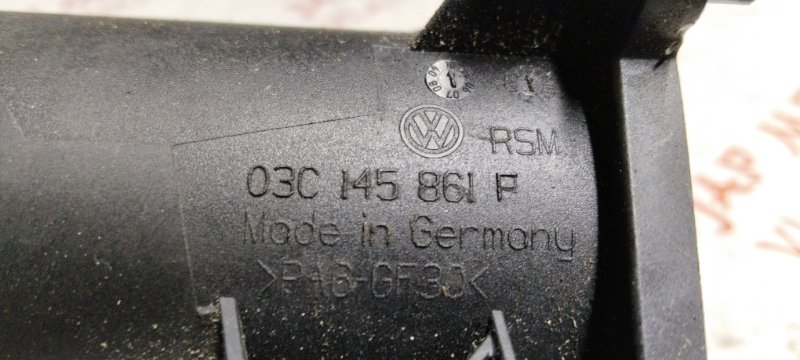 RSM
03C 145 861 F
Made in Germany
>PA6-GF30<